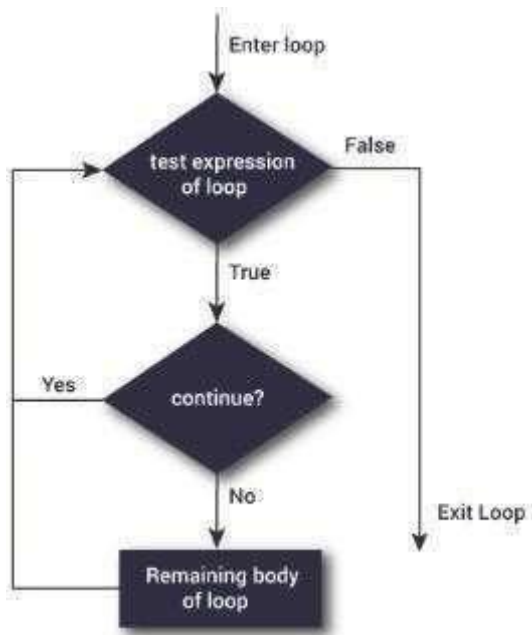 Enter loop
test expression
of loop
False
True
Yes
continue?
No
Exit Loop
Remaining body
of loop